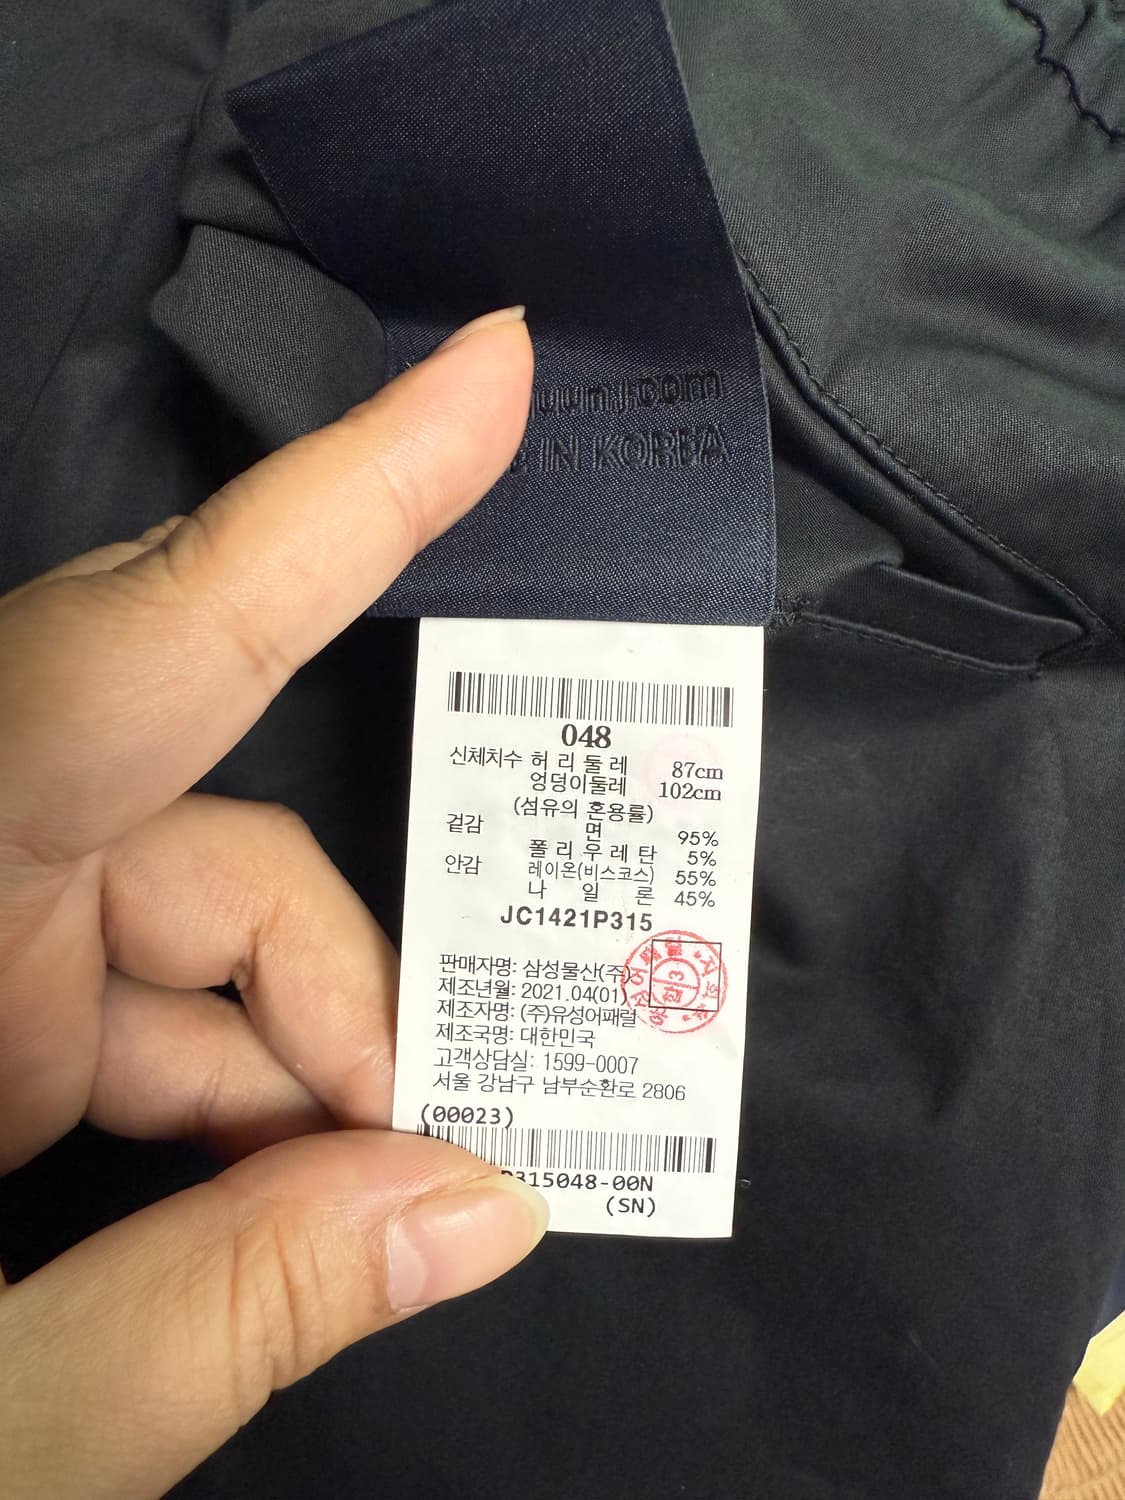 IN KOREA
048
신체치수 허리둘레 87cm
엉덩이둘레 102cm
(섬유의 혼용률)
겉감 면 95%
폴리우레탄 5%
안감 레이온(비스코스) 55%
나일론 45%
JC1421P315
판매자명: 삼성물산(주)
제조년월: 2021.04(01)
제조자명: (주)유성어패럴
제조국명: 대한민국
고객상담실: 1599-0007
서울 강남구 남부순환로 2806
(00023)
P315048-00N
(SN)